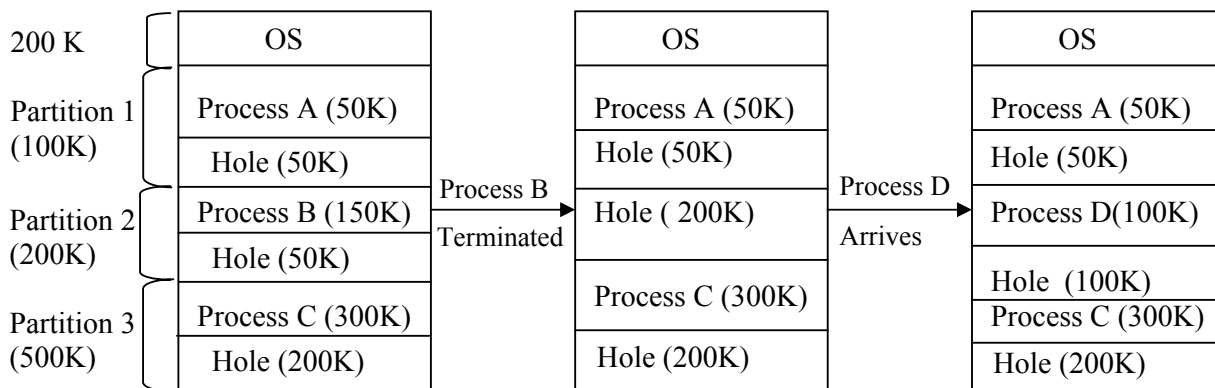 200 K
Partition 1
(100K)
Partition 2
(200K)
Partition 3
(500K)
OS
Process A (50K)
Hole (50K)
Process B (150K)
Hole (50K)
Process C (300K)
Hole (200K)
Process B
Terminated
OS
Process A (50K)
Hole (50K)
Hole ( 200K)
Process C (300K)
Hole (200K)
Process D
Arrives
OS
Process A (50K)
Hole (50K)
Process D(100K)
Hole (100K)
Process C (300K)
Hole (200K)